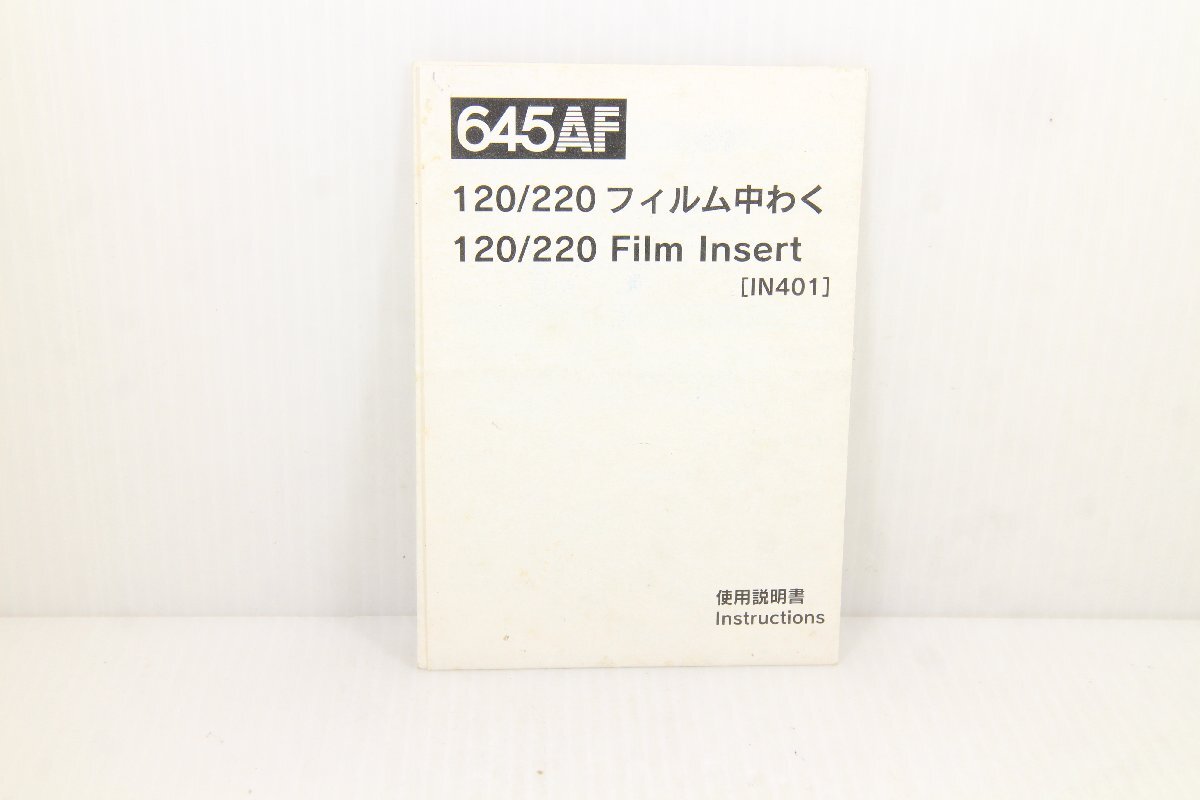 645AF
120/220 フィルム中わく
120/220 Film Insert
[IN401]
使用説明書
Instructions